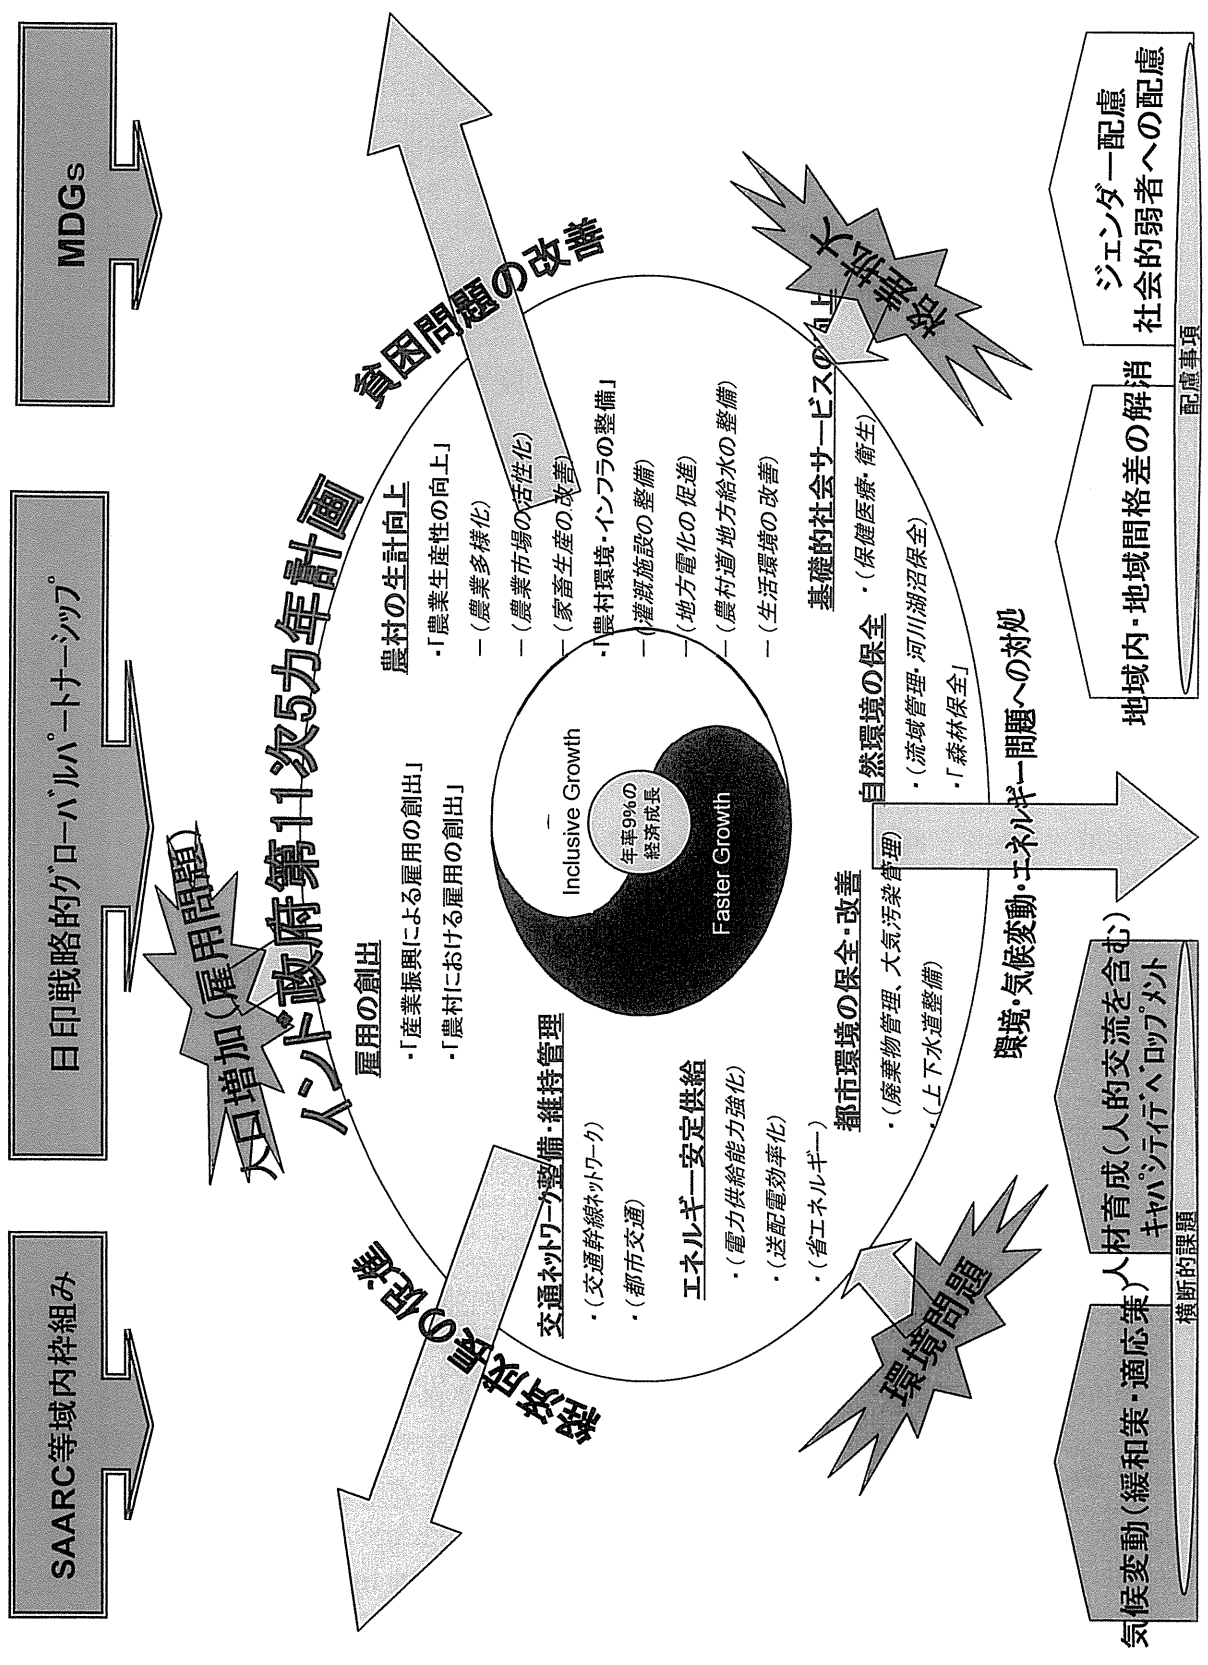 SAARC等域内枠組み
日印戦略的グローバルパートナーシップ
MDGs
人口増加(雇用問題)
インド政府第11次5カ年計画
経済成長の促進
貧困問題の改善
雇用の創出
・「産業振興による雇用の創出」
・「農村における雇用の創出」
農村の生計向上
・「農業生産性の向上」
－(農業多様化)
－(農業市場の活性化)
－(家畜生産の改善)
・「農村環境・インフラの整備」
－(灌漑施設の整備)
－(地方電化の促進)
－(農村道/地方給水の整備)
－(生活環境の改善)
交通ネットワーク整備・維持管理
・(交通幹線ネットワーク)
・(都市交通)
エネルギー安定供給
・(電力供給能力強化)
・(送配電効率化)
・(省エネルギー)
Inclusive Growth
年率9%の
経済成長
Faster Growth
基礎的社会サービスの向上
・(保健医療・衛生)
都市環境の保全・改善
・(廃棄物管理、大気汚染管理)
・(上下水道整備)
自然環境の保全
・(流域管理・河川湖沼保全)
・「森林保全」
環境問題
格差拡大
環境・気候変動・エネルギー問題への対処
気候変動(緩和策・適応策)
人材育成(人的交流を含む)
キャパシティデベロップメント
横断的課題
地域内・地域間格差の解消
ジェンダー配慮
社会的弱者への配慮
配慮事項